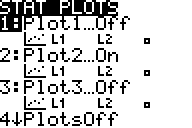 STAT PLOTS
1:Plot1…Off
L1 L2
2:Plot2…On
L1 L2
3:Plot3…Off
L1 L2
4↓PlotsOff